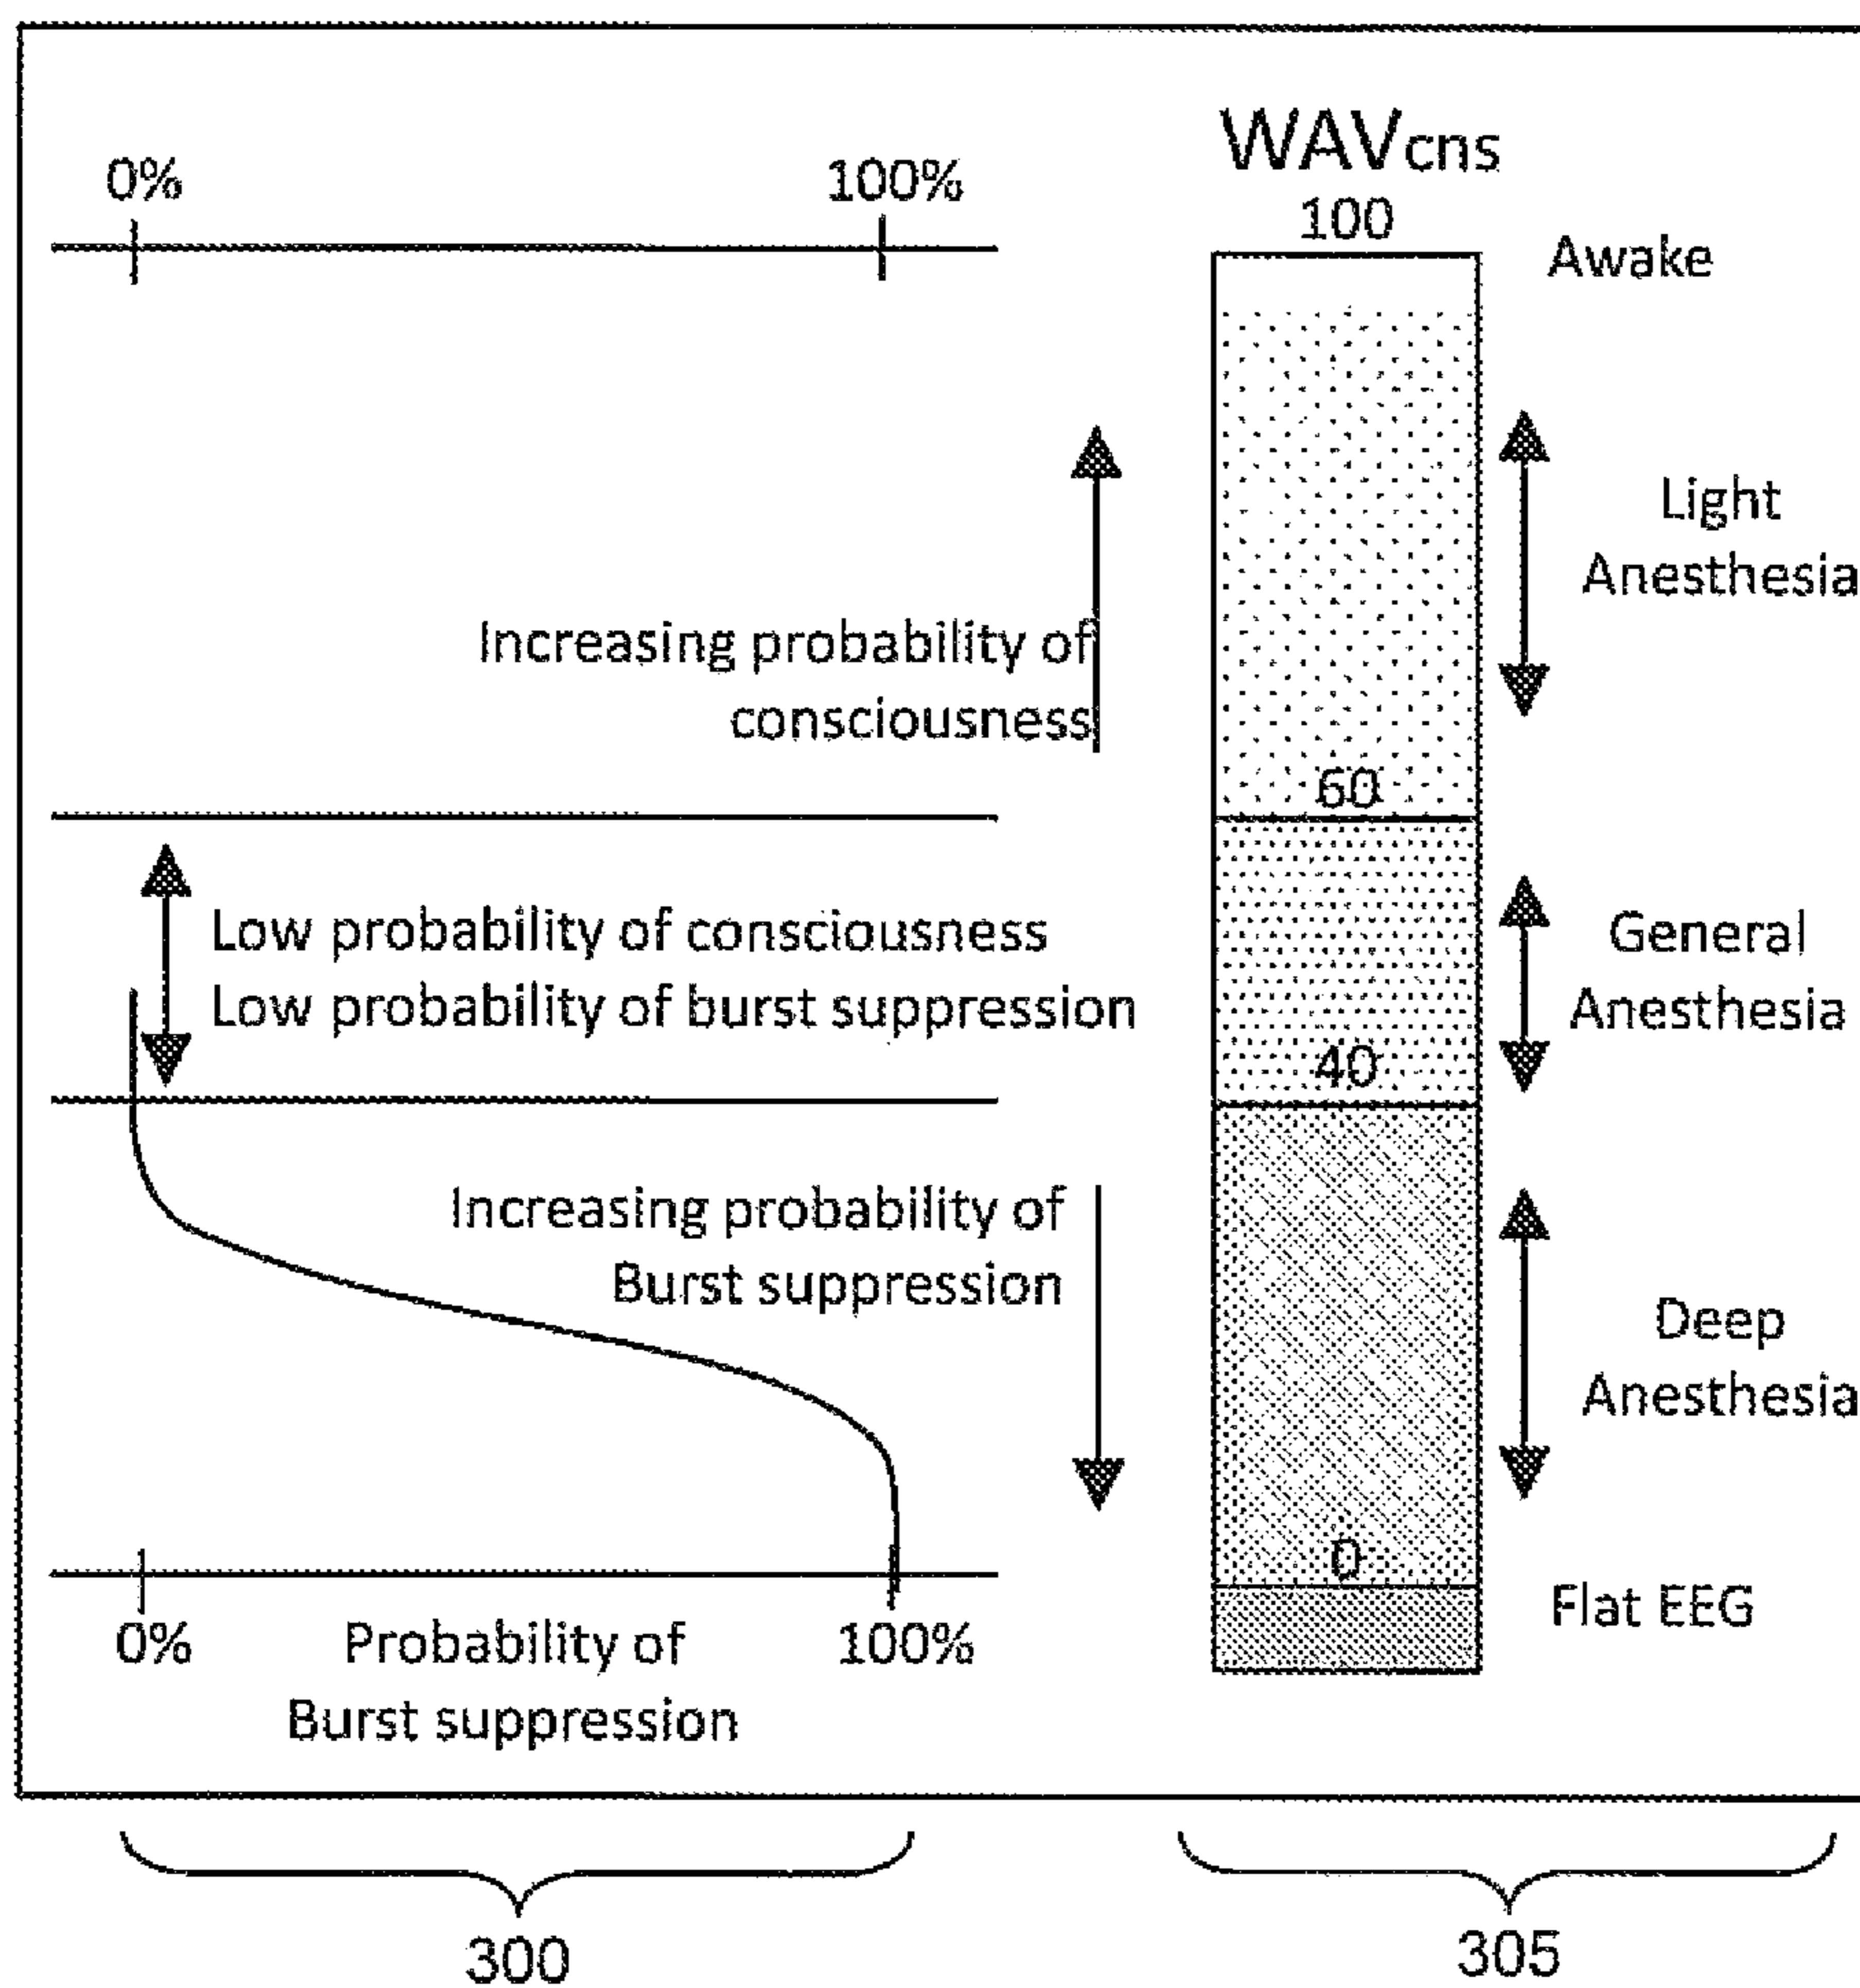 WAVcns
0%
100%
100
Awake
Light
Anesthesia
Increasing probability of
consciousness
60
Low probability of consciousness
Low probability of burst suppression
General
Anesthesia
40
Increasing probability of
Burst suppression
Deep
Anesthesia
0
Flat EEG
0%
Probability of
Burst suppression
100%
300
305